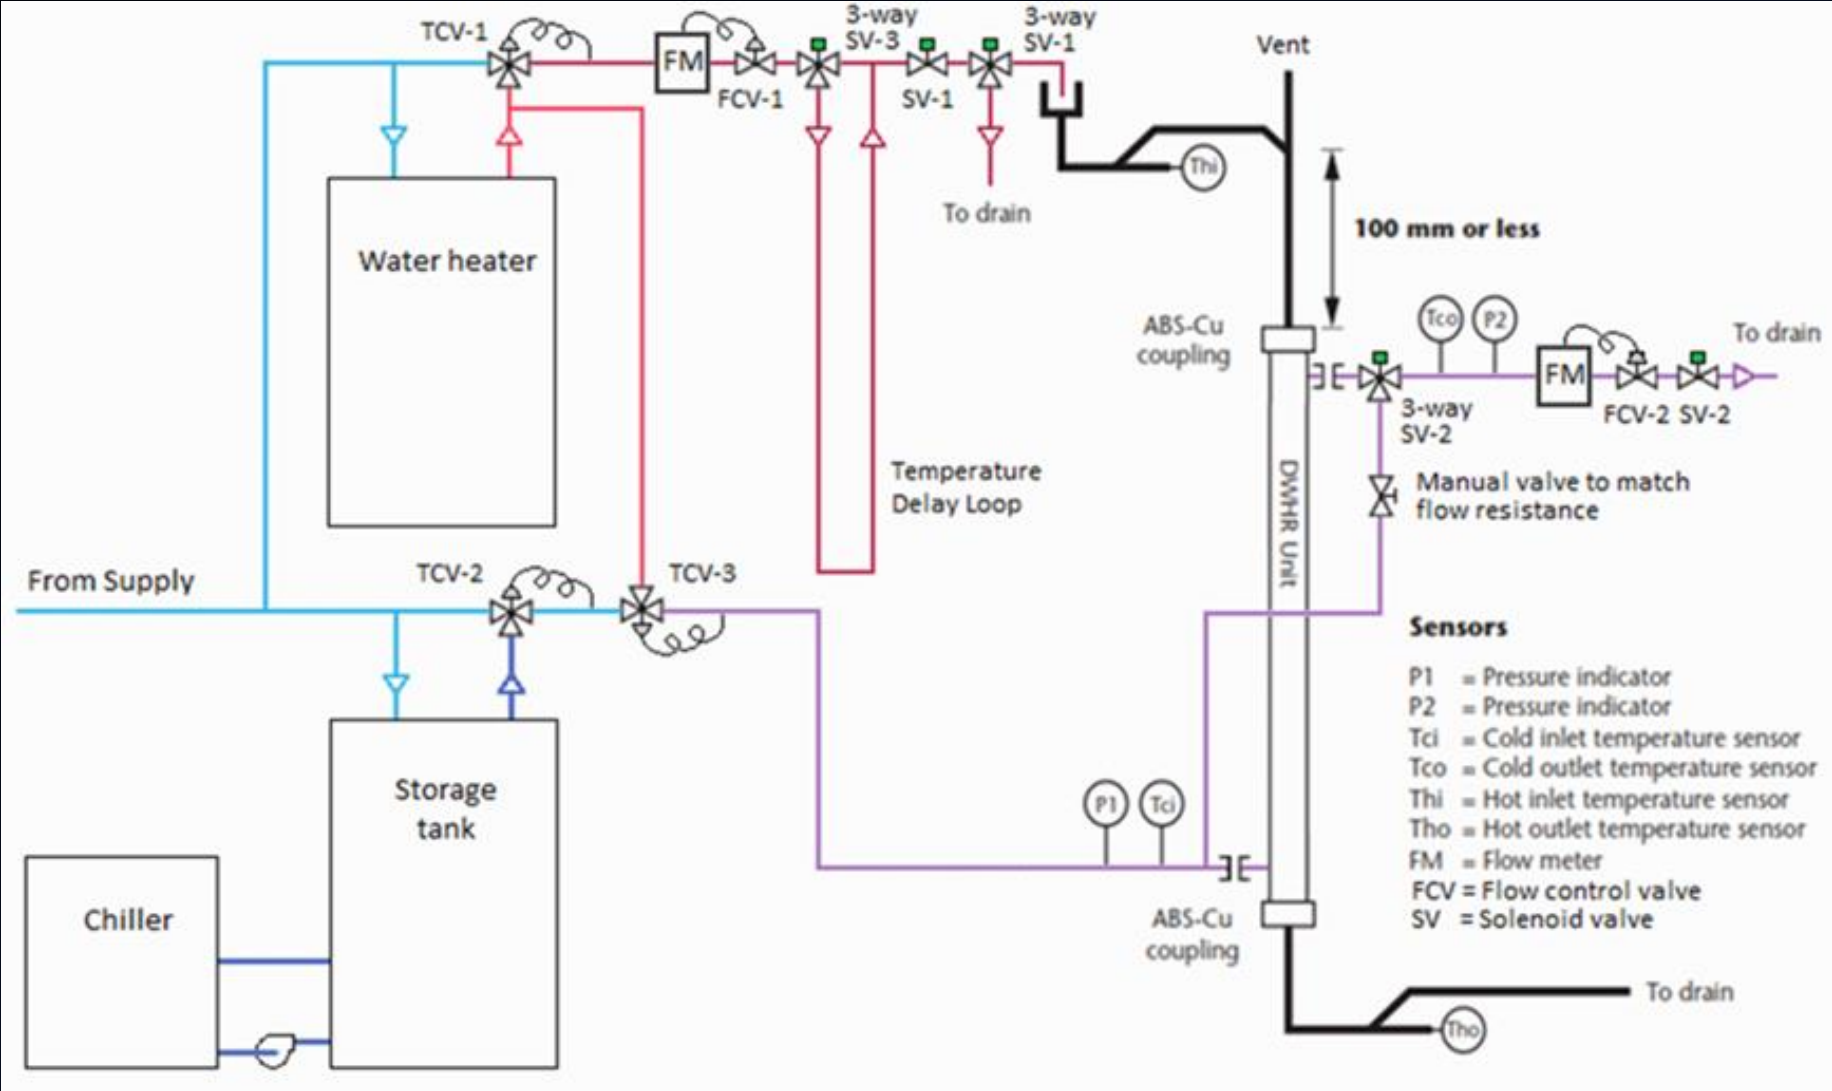 TCV-1
FM
FCV-1
3-way
SV-3
SV-1
3-way
SV-1
Vent
Thi
To drain
100 mm or less
Water heater
ABS-Cu
coupling
Tco
P2
FM
To drain
3-way
SV-2
FCV-2
SV-2
DWHR Unit
Manual valve to match
flow resistance
Temperature
Delay Loop
From Supply
TCV-2
TCV-3
Storage
tank
Chiller
P1
Tci
ABS-Cu
coupling
Sensors
P1 = Pressure indicator
P2 = Pressure indicator
Tci = Cold inlet temperature sensor
Tco = Cold outlet temperature sensor
Thi = Hot inlet temperature sensor
Tho = Hot outlet temperature sensor
FM = Flow meter
FCV = Flow control valve
SV = Solenoid valve
To drain
Tho